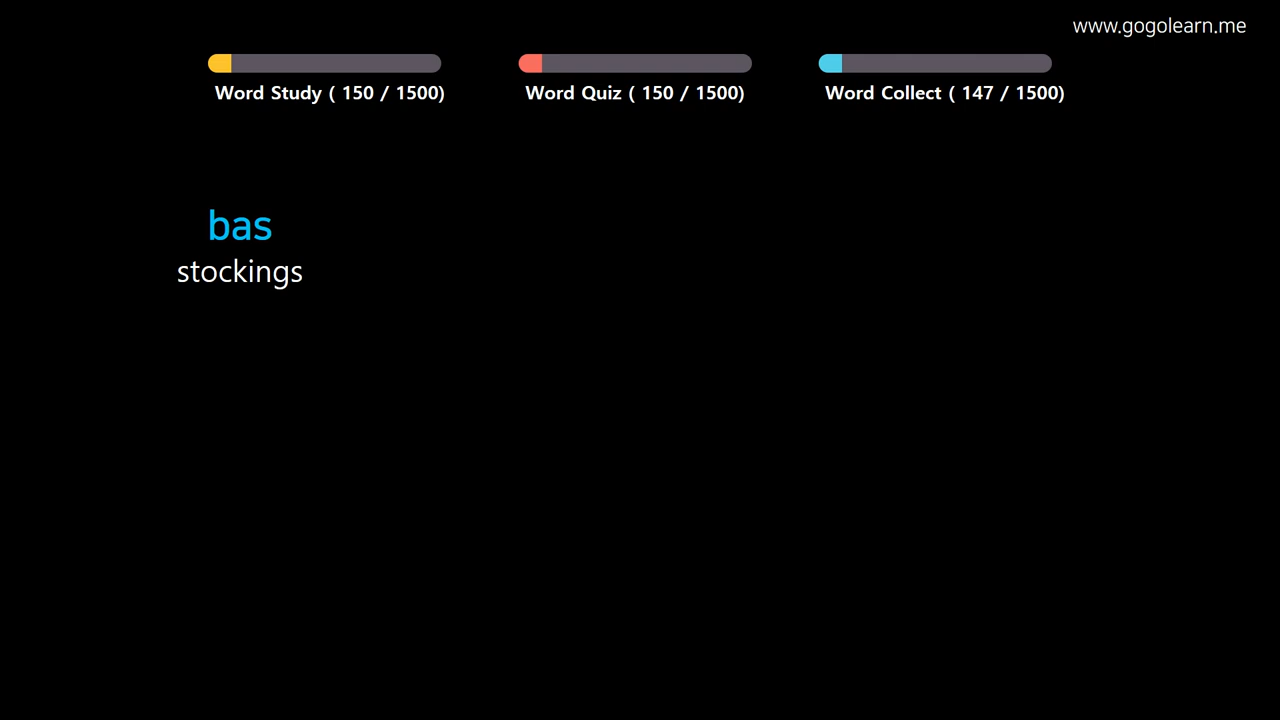 www.gogolearn.me
Word Study ( 150 / 1500)
Word Quiz ( 150 / 1500)
Word Collect ( 147 / 1500)
bas
stockings